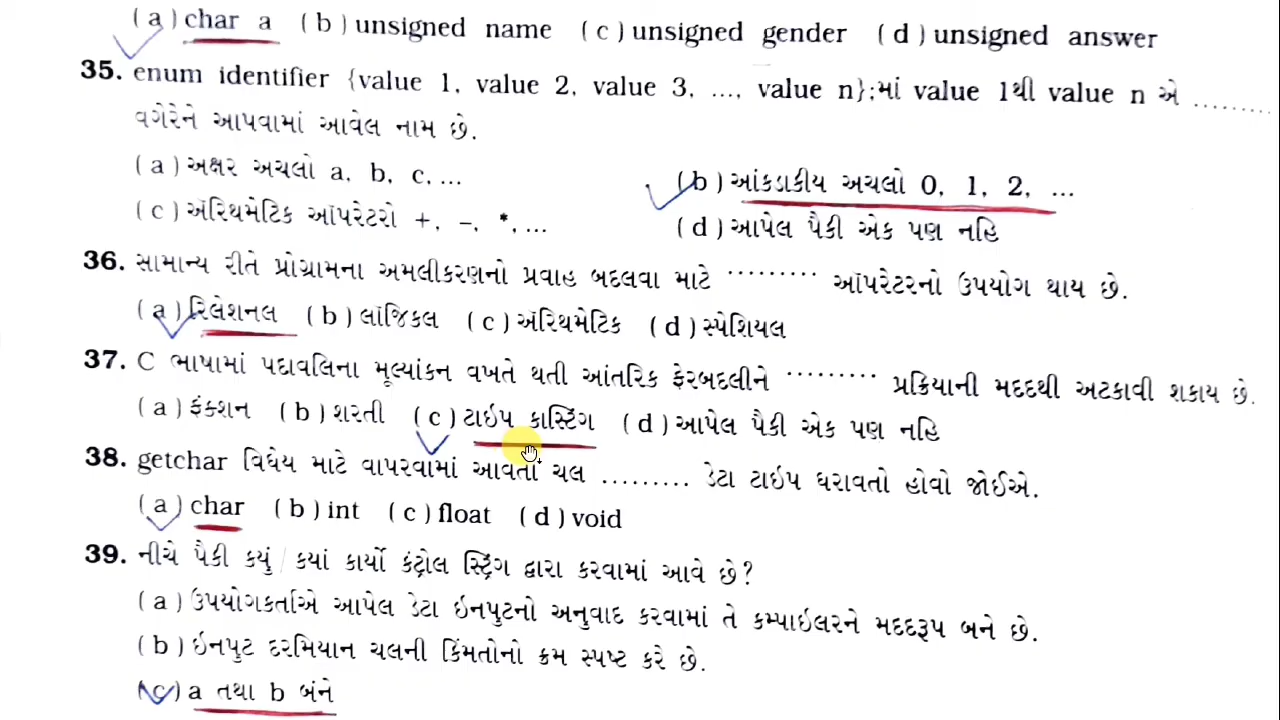 (a) char a (b) unsigned name (c) unsigned gender (d) unsigned answer
35. enum identifier {value 1, value 2, value 3, ..., value n};માં value 1થી value n એ ..........
વગેરેને આપવામાં આવેલ નામ છે.
(a) અક્ષર અચલો a, b, c, ... (b) આંકડાકીય અચલો 0, 1, 2, ...
(c) ઍરિથમેટિક ઑપરેટરો +, –, *, ... (d) આપેલ પૈકી એક પણ નહિ
36. સામાન્ય રીતે પ્રોગ્રામના અમલીકરણનો પ્રવાહ બદલવા માટે ......... ઑપરેટરનો ઉપયોગ થાય છે.
(a) રિલેશનલ (b) લૉજિકલ (c) ઍરિથમેટિક (d) સ્પેશિયલ
37. C ભાષામાં પદાવલિના મૂલ્યાંકન વખતે થતી આંતરિક ફેરબદલીને ......... પ્રક્રિયાની મદદથી અટકાવી શકાય છે.
(a) ફંક્શન (b) શરતી (c) ટાઇપ કાસ્ટિંગ (d) આપેલ પૈકી એક પણ નહિ
38. getchar વિધેય માટે વાપરવામાં આવતો ચલ ......... ડેટા ટાઇપ ધરાવતો હોવો જોઈએ.
(a) char (b) int (c) float (d) void
39. નીચે પૈકી કયું/કયાં કાર્યો કંટ્રોલ સ્ટ્રિંગ દ્વારા કરવામાં આવે છે?
(a) ઉપયોગકર્તાએ આપેલ ડેટા ઇનપુટનો અનુવાદ કરવામાં તે કમ્પાઇલરને મદદરૂપ બને છે.
(b) ઇનપુટ દરમિયાન ચલની કિંમતોનો ક્રમ સ્પષ્ટ કરે છે.
(c) a તથા b બંને